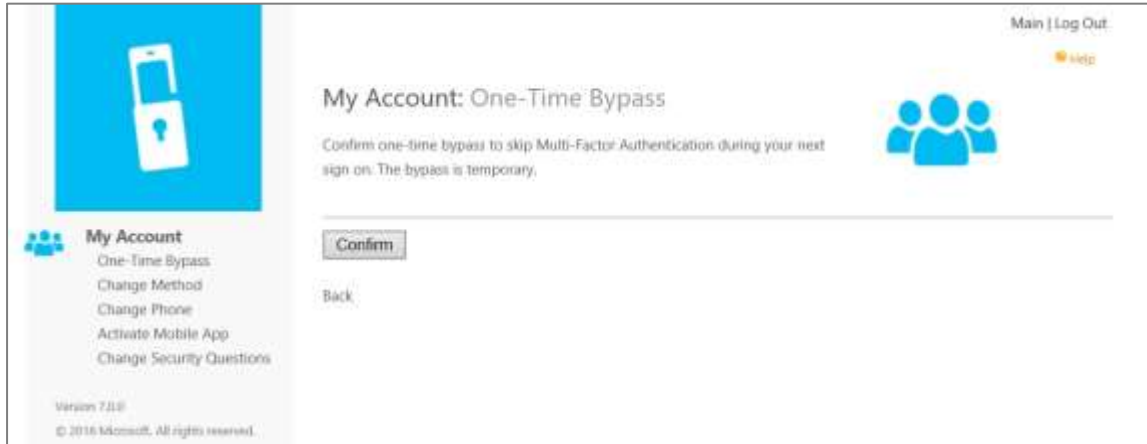 Main | Log Out
Help
My Account: One-Time Bypass
Confirm one-time bypass to skip Multi-Factor Authentication during your next
sign on. The bypass is temporary.
Confirm
Back
My Account
One-Time Bypass
Change Method
Change Phone
Activate Mobile App
Change Security Questions
Version 7.0.0
© 2016 Microsoft. All rights reserved.